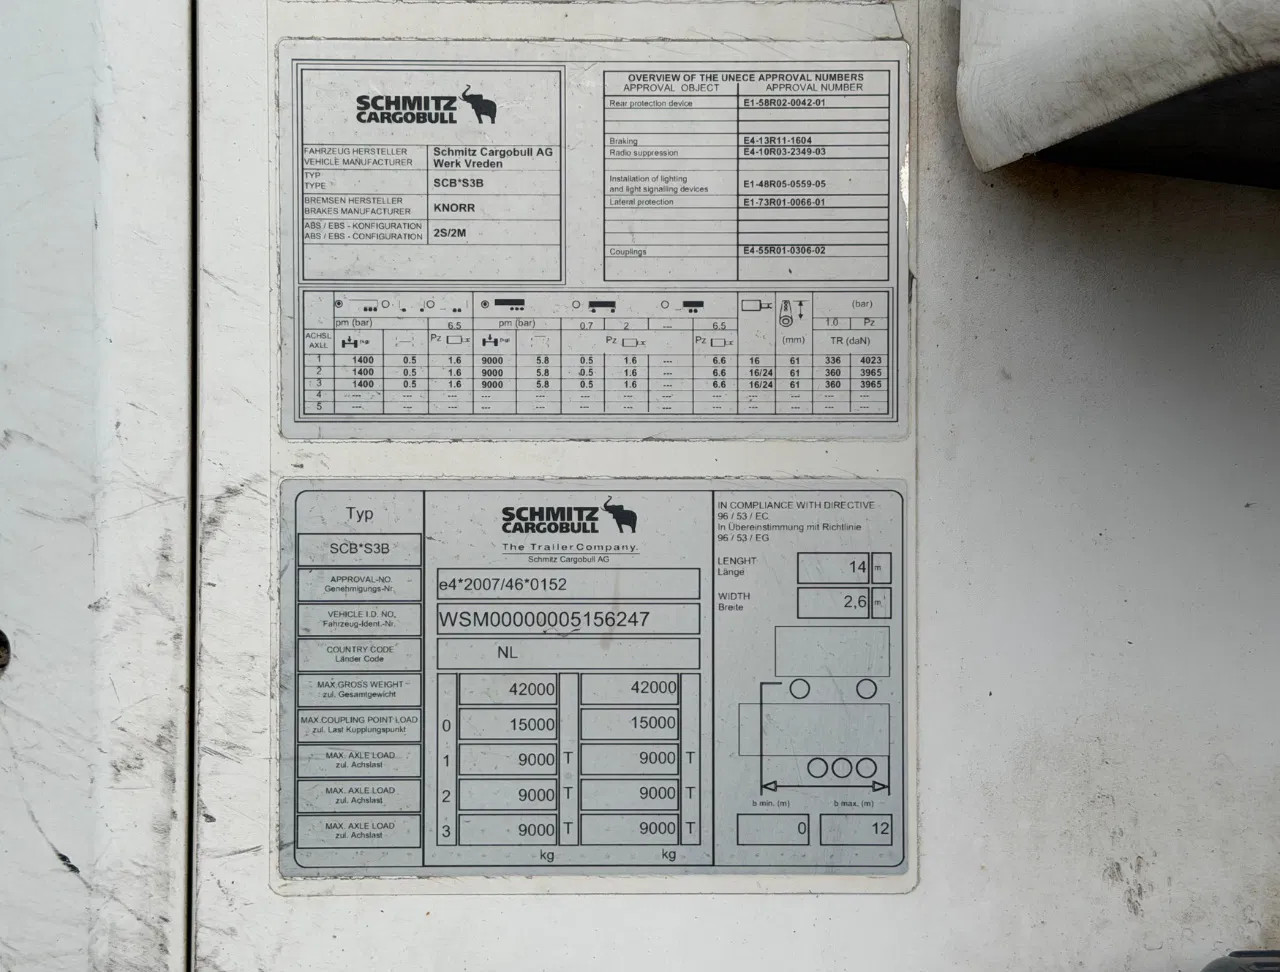 SCHMITZ
CARGOBULL
FAHRZEUG HERSTELLER
VEHICLE MANUFACTURER
Schmitz Cargobull AG
Werk Vreden
TYP
TYPE
SCB*S3B
BREMSEN HERSTELLER
BRAKES MANUFACTURER
KNORR
ABS / EBS - KONFIGURATION
ABS / EBS - CONFIGURATION
2S/2M
OVERVIEW OF THE UNECE APPROVAL NUMBERS
APPROVAL OBJECT APPROVAL NUMBER
Rear protection device E1-58R02-0042-01
Braking E4-13R11-1604
Radio suppression E4-10R03-2349-03
Installation of lighting
and light signalling devices E1-48R05-0559-05
Lateral protection E1-73R01-0066-01
Couplings E4-55R01-0306-02
(bar)
pm (bar) 6.5 pm (bar) 0.7 2 --- 6.5 1.0 Pz
ACHSL
AXLE
Pz Pz Pz (mm) TR (daN)
1 1400 0.5 1.6 9000 5.8 0.5 1.6 --- 6.6 16 61 336 4023
2 1400 0.5 1.6 9000 5.8 0.5 1.6 --- 6.6 16/24 61 360 3965
3 1400 0.5 1.6 9000 5.8 0.5 1.6 --- 6.6 16/24 61 360 3965
4 --- --- --- --- --- --- --- --- --- --- --- --- ---
5 --- --- --- --- --- --- --- --- --- --- --- --- ---
Typ
SCB*S3B
SCHMITZ
CARGOBULL
The Trailer Company.
Schmitz Cargobull AG
APPROVAL-NO.
Genehmigungs-Nr.
e4*2007/46*0152
VEHICLE I.D. NO.
Fahrzeug-Ident.-Nr.
WSM00000005156247
COUNTRY CODE
Länder Code
NL
MAX.GROSS WEIGHT
zul. Gesamtgewicht
42000 42000
MAX.COUPLING POINT LOAD
zul. Last Kupplungspunkt
0 15000 15000
MAX. AXLE LOAD
zul. Achslast
1 9000 T 9000 T
MAX. AXLE LOAD
zul. Achslast
2 9000 T 9000 T
MAX. AXLE LOAD
zul. Achslast
3 9000 T 9000 T
kg kg
IN COMPLIANCE WITH DIRECTIVE
96 / 53 / EC
In Übereinstimmung mit Richtlinie
96 / 53 / EG
LENGHT
Länge
14 m
WIDTH
Breite
2,6 m
b min. (m) b max. (m)
0 12